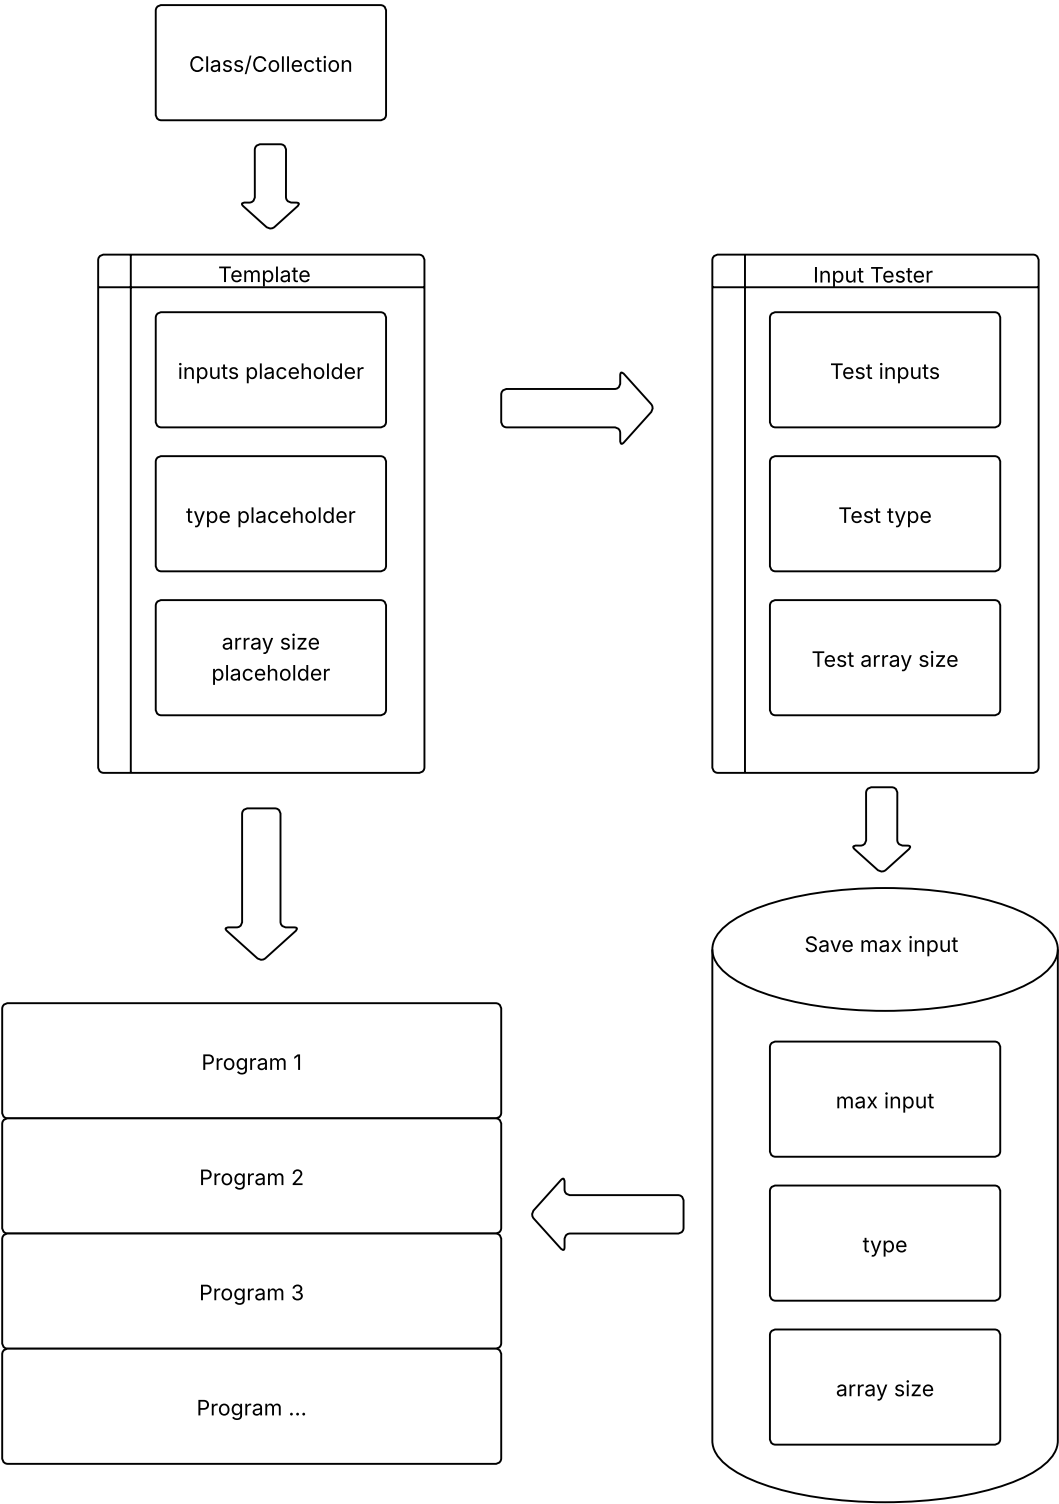 Class/Collection
Template
inputs placeholder
type placeholder
array size
placeholder
Input Tester
Test inputs
Test type
Test array size
Save max input
max input
type
array size
Program 1
Program 2
Program 3
Program ...